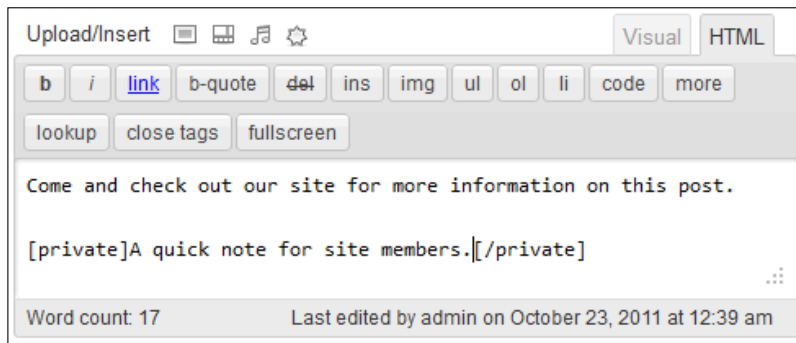 Upload/Insert Visual HTML
b i link b-quote del ins img ul ol li code more
lookup close tags fullscreen
Come and check out our site for more information on this post.
[private]A quick note for site members.[/private]
Word count: 17 Last edited by admin on October 23, 2011 at 12:39 am